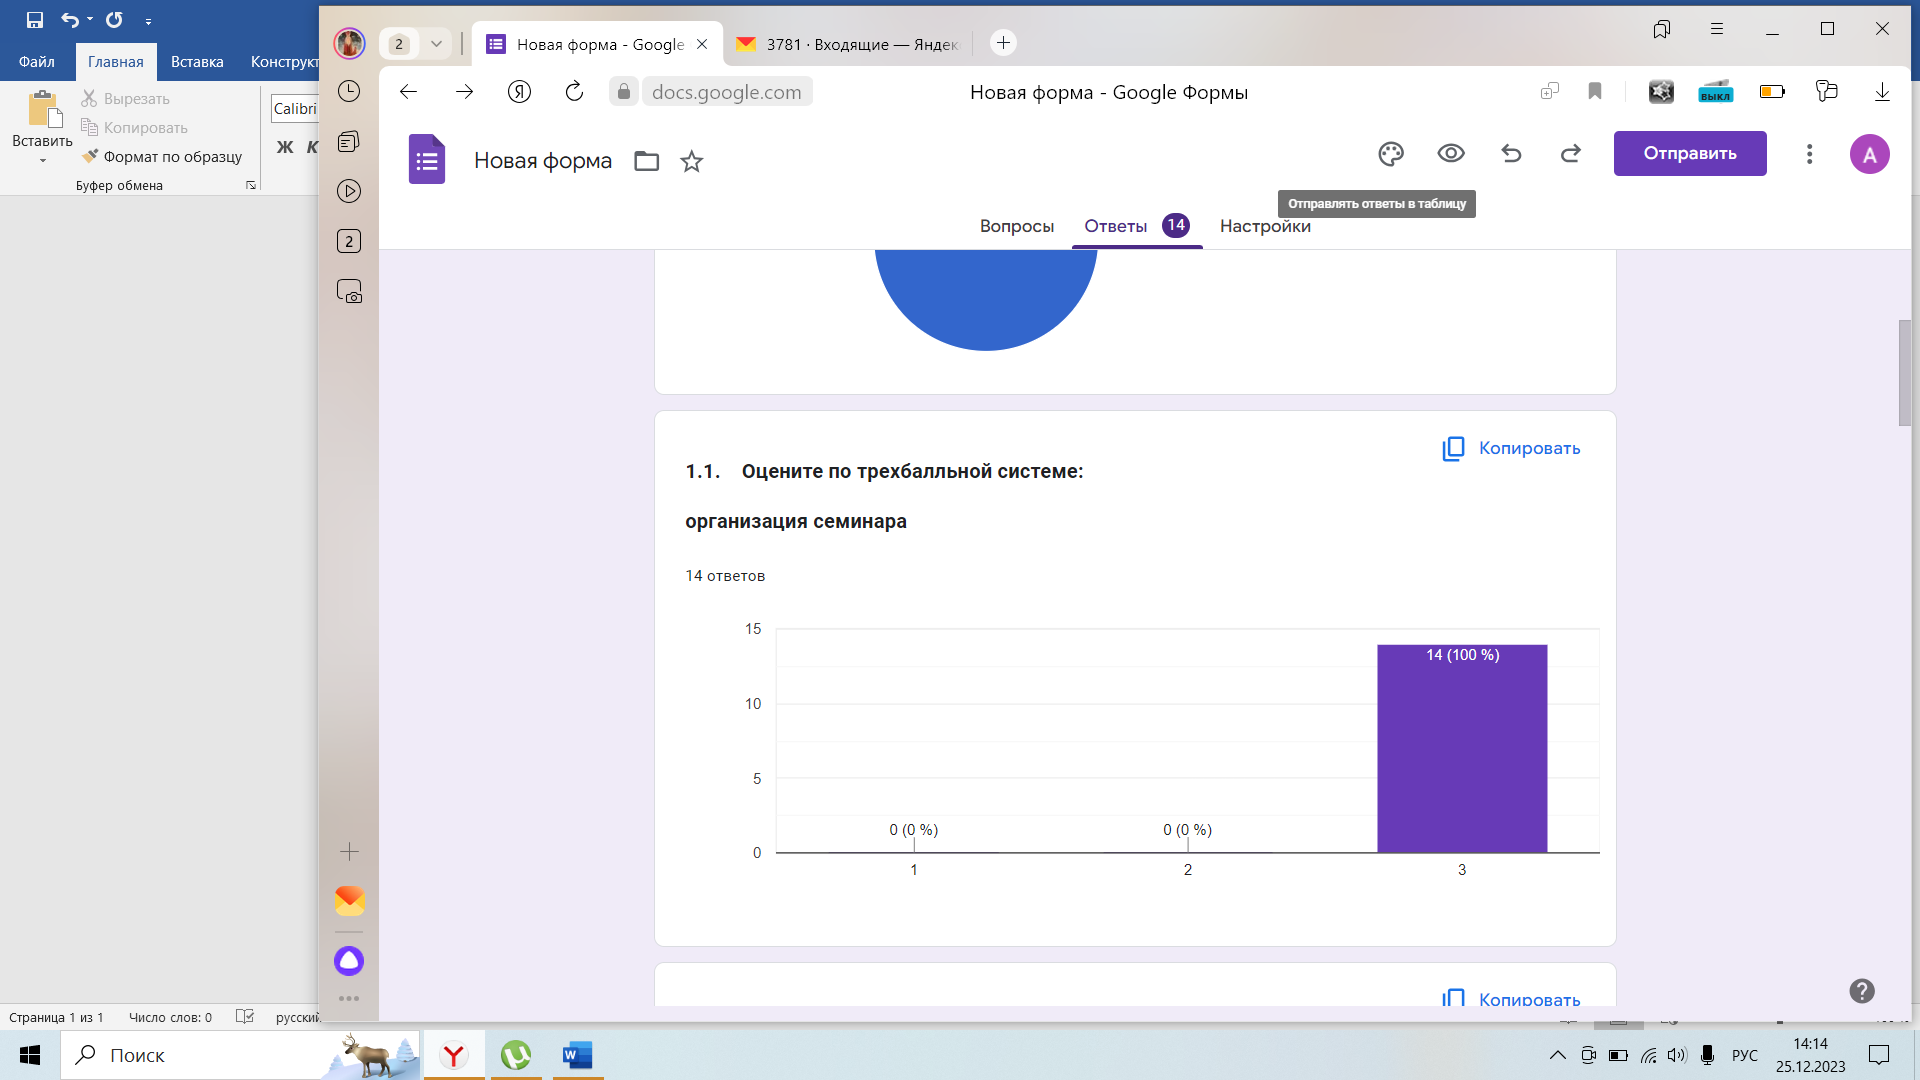 Файл
Главная
Вставка
Конструкт
Вставить
Вырезать
Копировать
Формат по образцу
Буфер обмена
Calibri
Ж
К
2
Новая форма - Google
3781 · Входящие — Яндекс
docs.google.com
Новая форма - Google Формы
выкл
2
Новая форма
Отправить
A
Отправлять ответы в таблицу
Вопросы
Ответы
14
Настройки
Копировать
1.1. Оцените по трехбалльной системе:
организация семинара
14 ответов
15
10
5
0
0 (0 %)
0 (0 %)
14 (100 %)
1
2
3
Копировать
Страница 1 из 1
Число слов: 0
русский
Поиск
РУС
14:14
25.12.2023